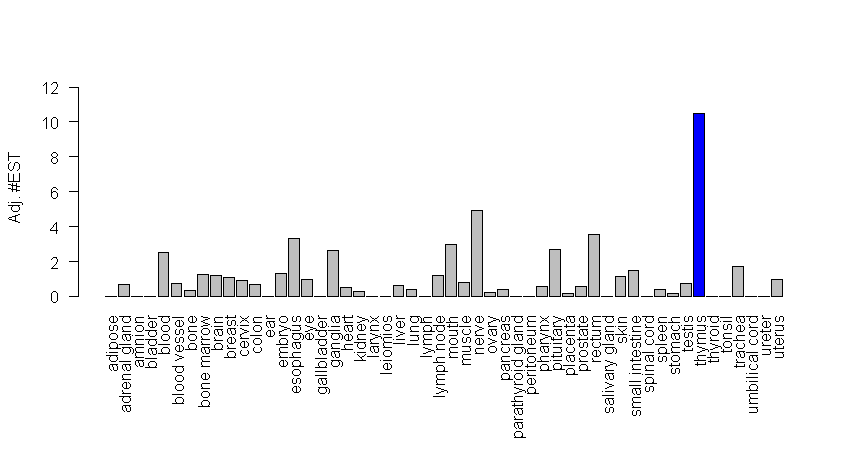 12
10
8
6
4
2
0
Adj. #EST
adipose
adrenal gland
amnion
bladder
blood
blood vessel
bone
bone marrow
brain
breast
cervix
colon
ear
embryo
esophagus
eye
gallbladder
ganglia
heart
kidney
larynx
leiomios
liver
lung
lymph
lymph node
mouth
muscle
nerve
ovary
pancreas
parathyroid gland
peritoneum
pharynx
pituitary
placenta
prostate
rectum
salivary gland
skin
small intestine
spinal cord
spleen
stomach
testis
thymus
thyroid
tonsil
trachea
umbilical cord
ureter
uterus